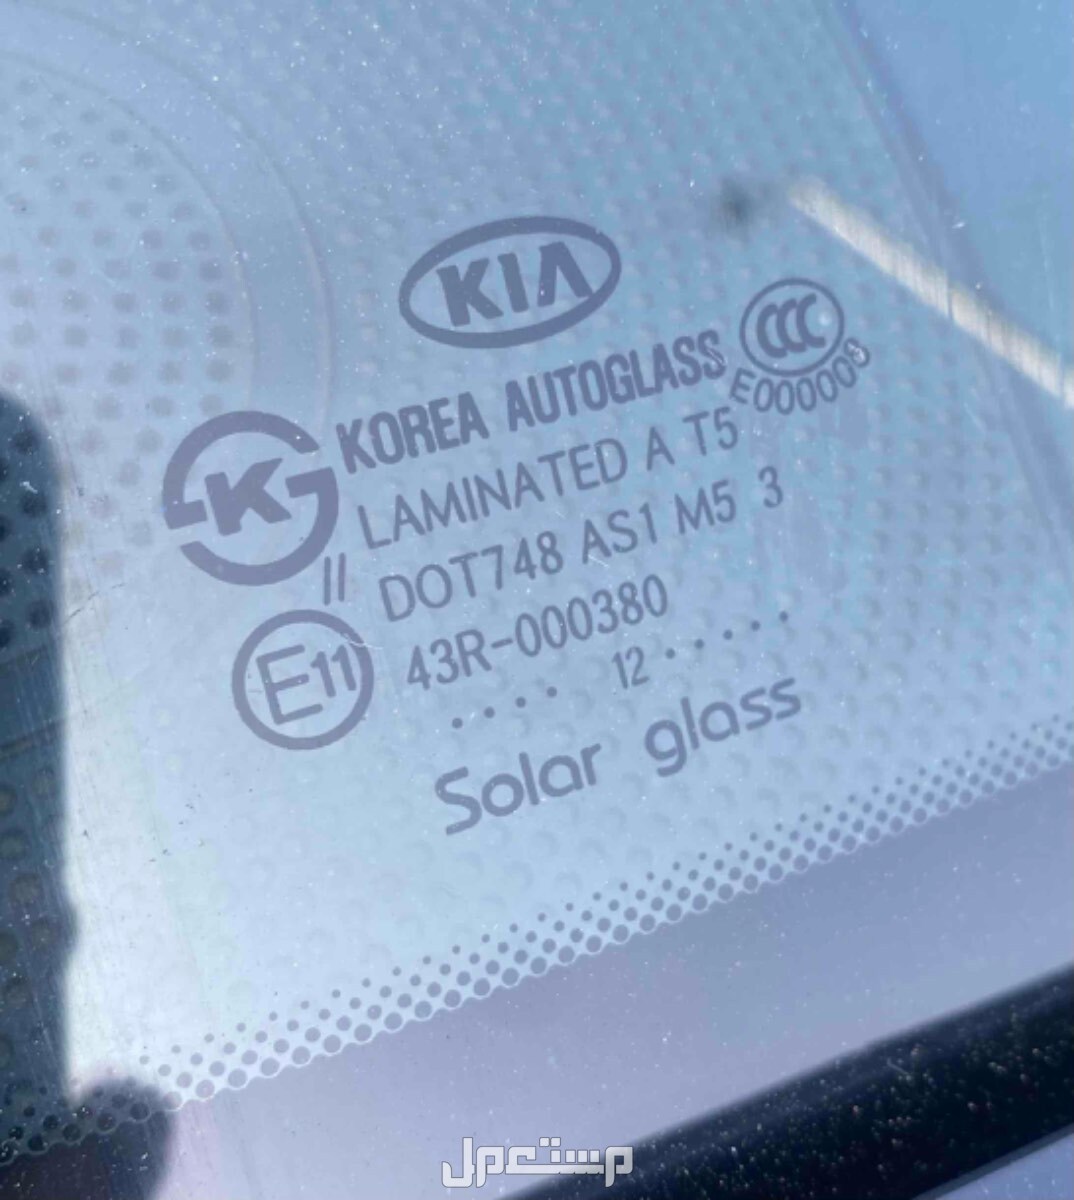 KIA
CCC
E000008
KOREA AUTOGLASS
K
LAMINATED A T5
// DOT748 AS1 M5 3
E11 43R-000380
. . . . 12 . . . . .
Solar glass
مستعمل